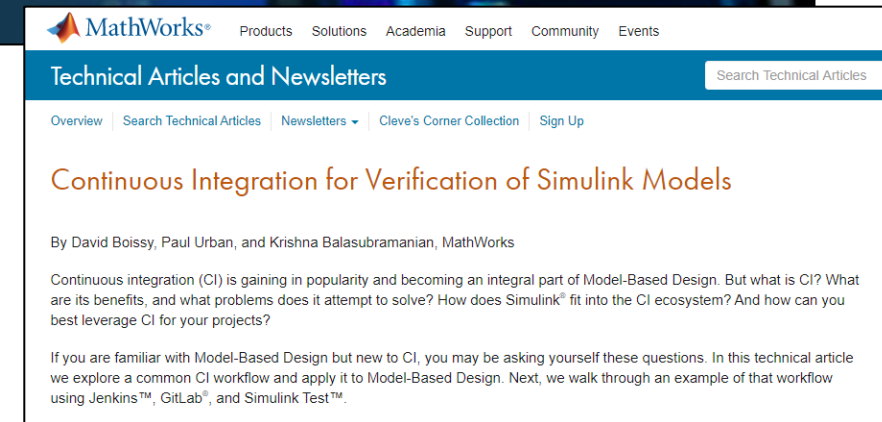 MathWorks®
Products Solutions Academia Support Community Events
Technical Articles and Newsletters
Search Technical Articles
Overview Search Technical Articles Newsletters Cleve's Corner Collection Sign Up
Continuous Integration for Verification of Simulink Models
By David Boissy, Paul Urban, and Krishna Balasubramanian, MathWorks
Continuous integration (CI) is gaining in popularity and becoming an integral part of Model-Based Design. But what is CI? What
are its benefits, and what problems does it attempt to solve? How does Simulink® fit into the CI ecosystem? And how can you
best leverage CI for your projects?
If you are familiar with Model-Based Design but new to CI, you may be asking yourself these questions. In this technical article
we explore a common CI workflow and apply it to Model-Based Design. Next, we walk through an example of that workflow
using Jenkins™, GitLab®, and Simulink Test™.